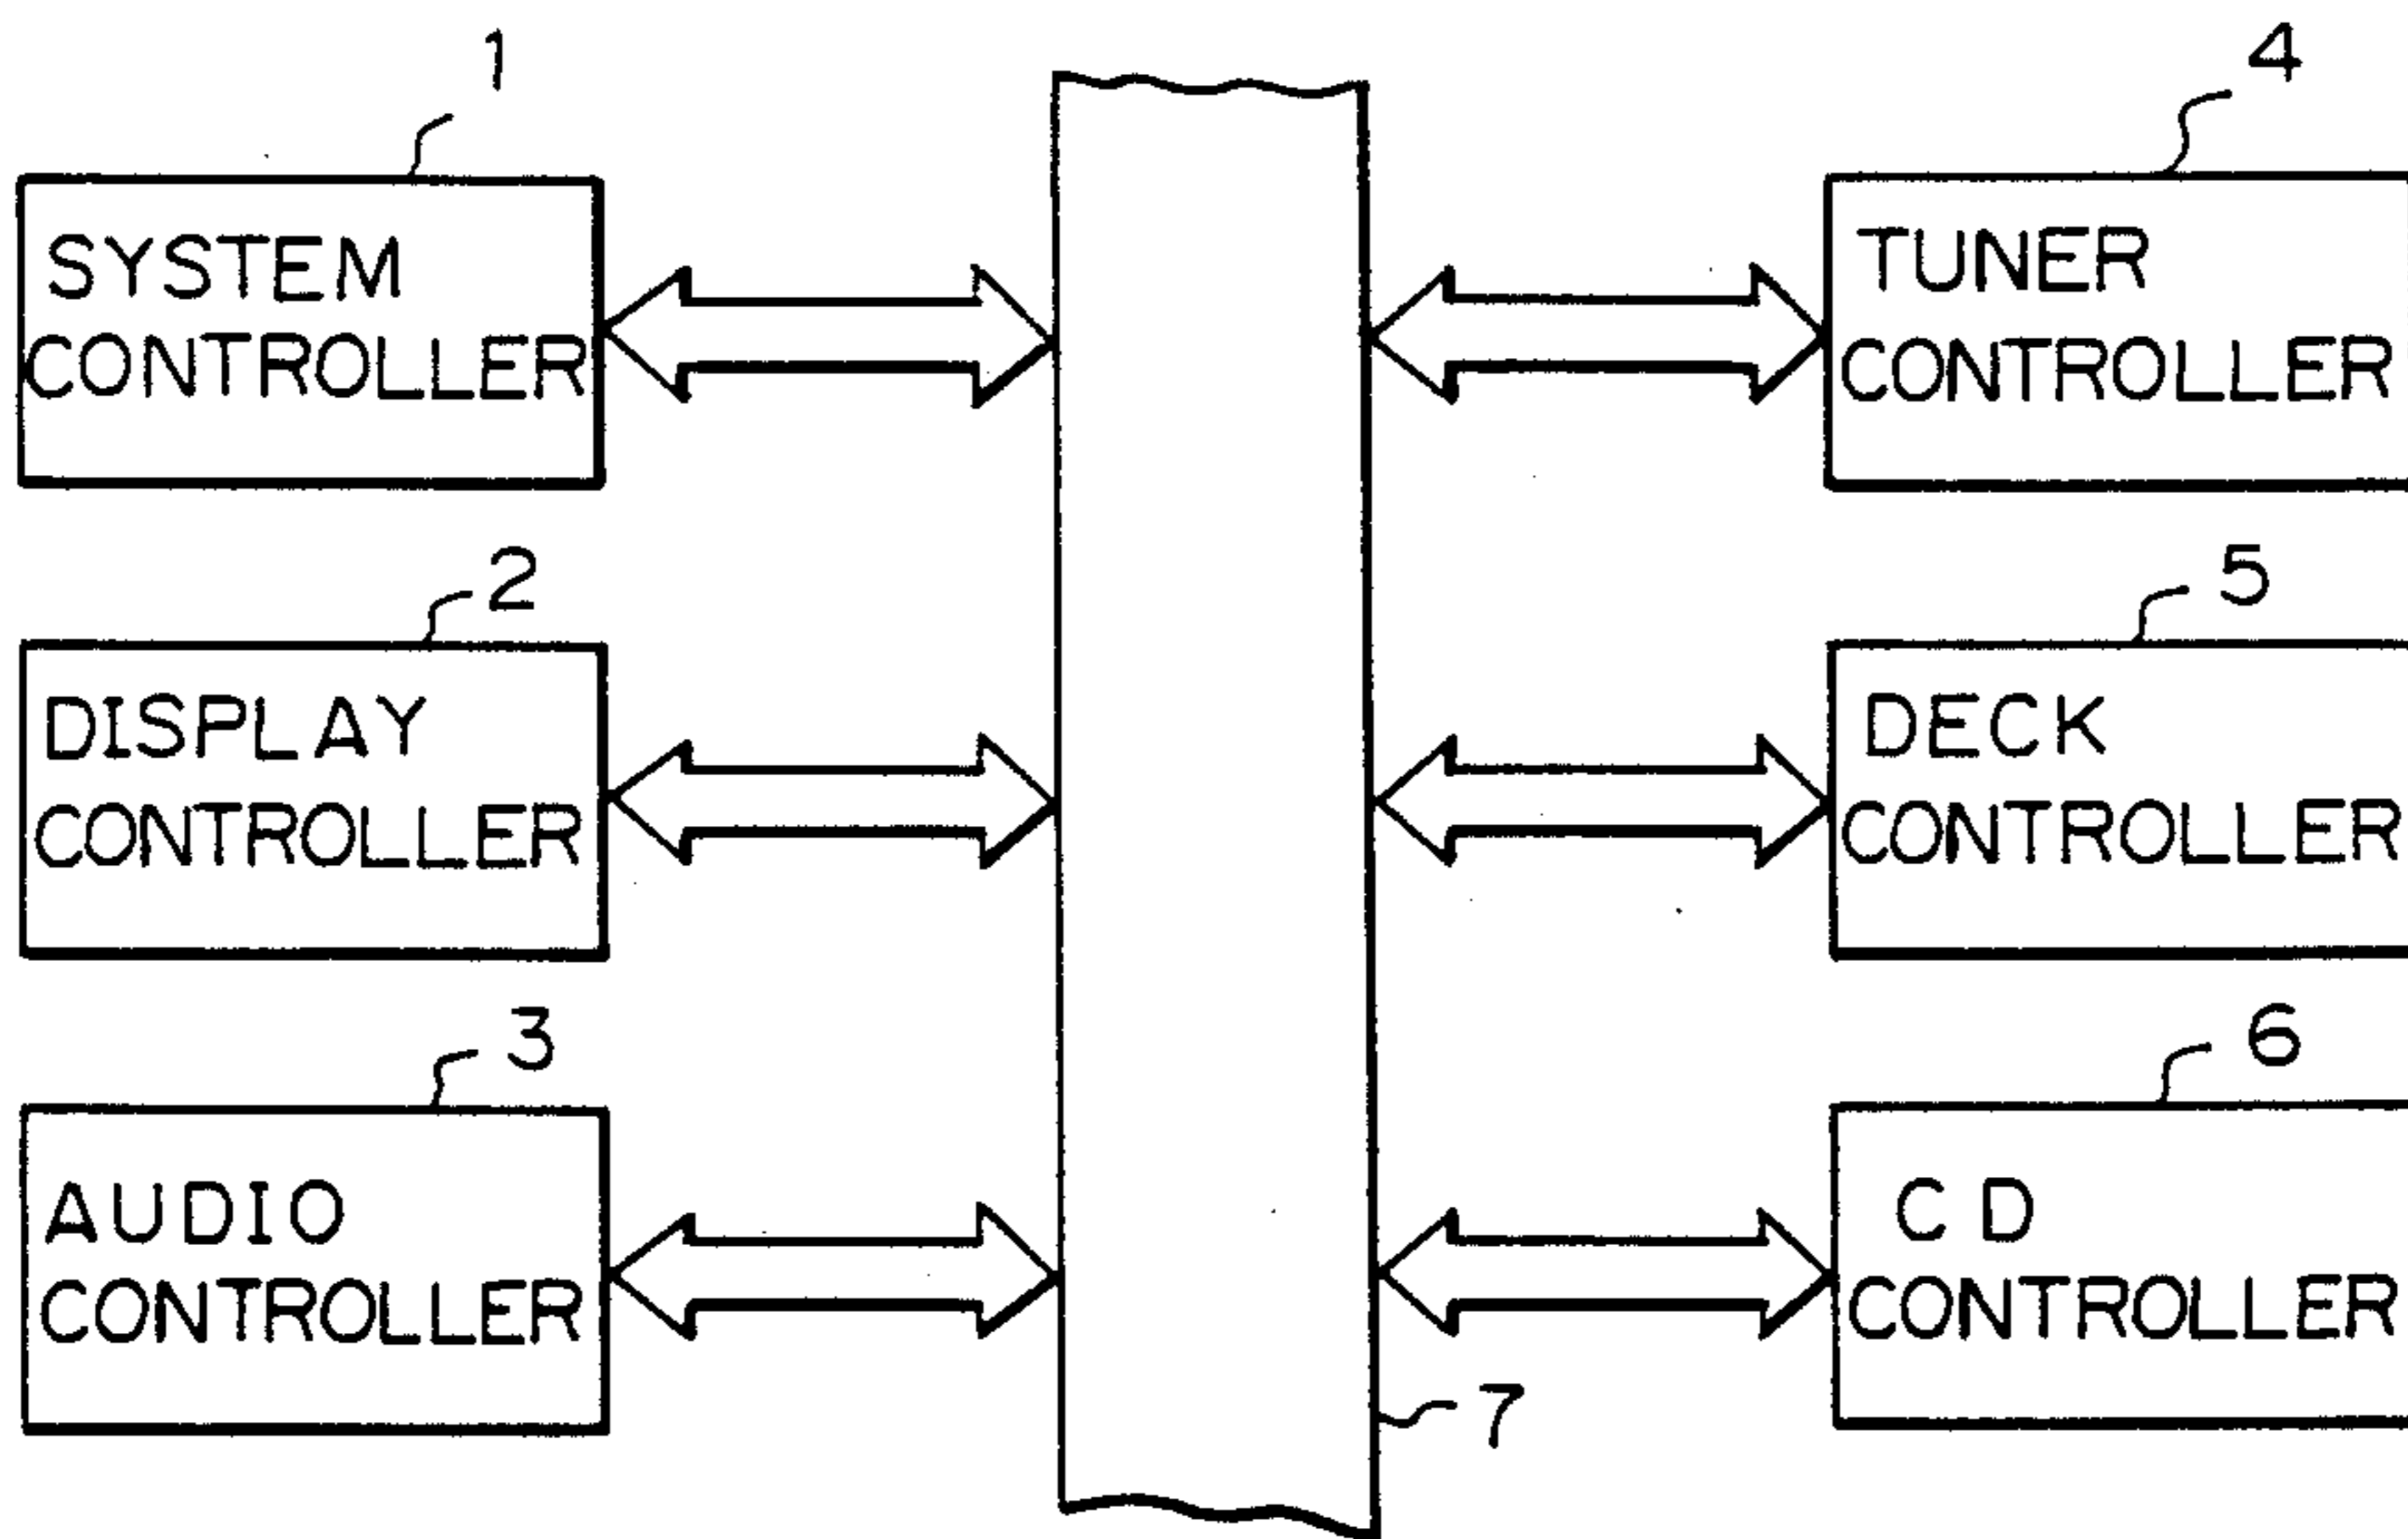 1
SYSTEM
CONTROLLER
2
DISPLAY
CONTROLLER
3
AUDIO
CONTROLLER
4
TUNER
CONTROLLER
5
DECK
CONTROLLER
6
CD
CONTROLLER
7